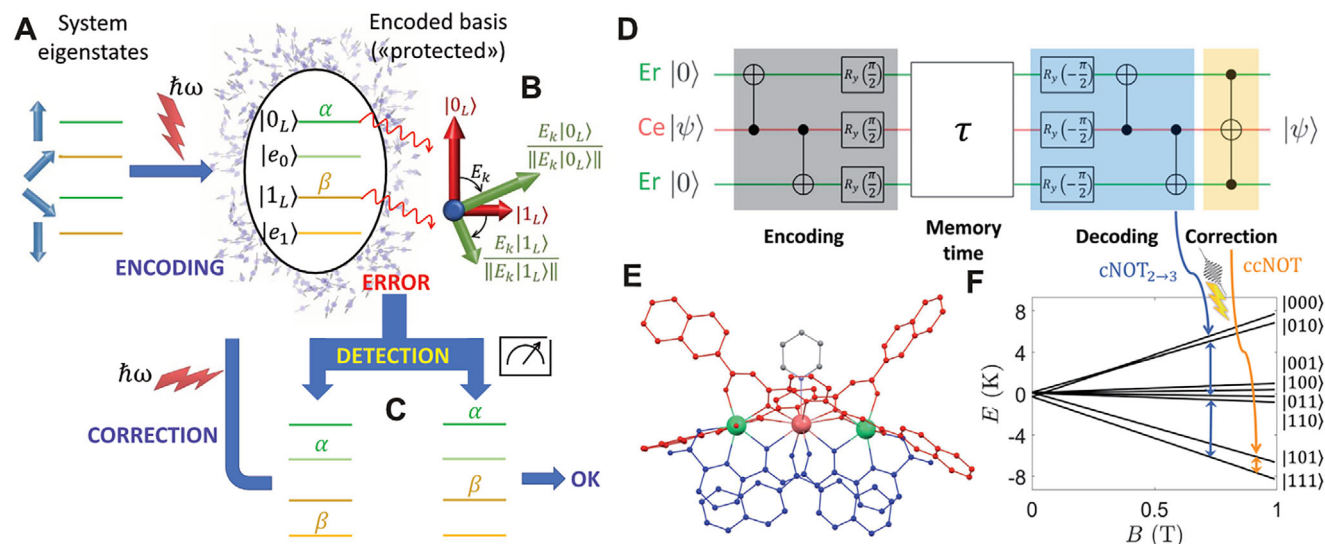 A
System
eigenstates
ħω
ENCODING
Encoded basis
(«protected»)
|0_L⟩ α
|e_0⟩
|1_L⟩ β
|e_1⟩
ERROR
B
|0_L⟩
E_k
E_k|0_L⟩
||E_k|0_L⟩||
|1_L⟩
E_k|1_L⟩
||E_k|1_L⟩||
DETECTION
ħω
CORRECTION
C
α
α
β
β
OK
D
Er |0⟩
Ce |ψ⟩
Er |0⟩
R_y(π/2)
R_y(π/2)
R_y(π/2)
τ
R_y(-π/2)
R_y(-π/2)
R_y(-π/2)
|ψ⟩
Encoding
Memory
time
Decoding
Correction
E
cNOT_{2→3}
ccNOT
F
E (K)
8
4
0
-4
-8
0
0.5
1
B (T)
|000⟩
|010⟩
|001⟩
|100⟩
|011⟩
|110⟩
|101⟩
|111⟩